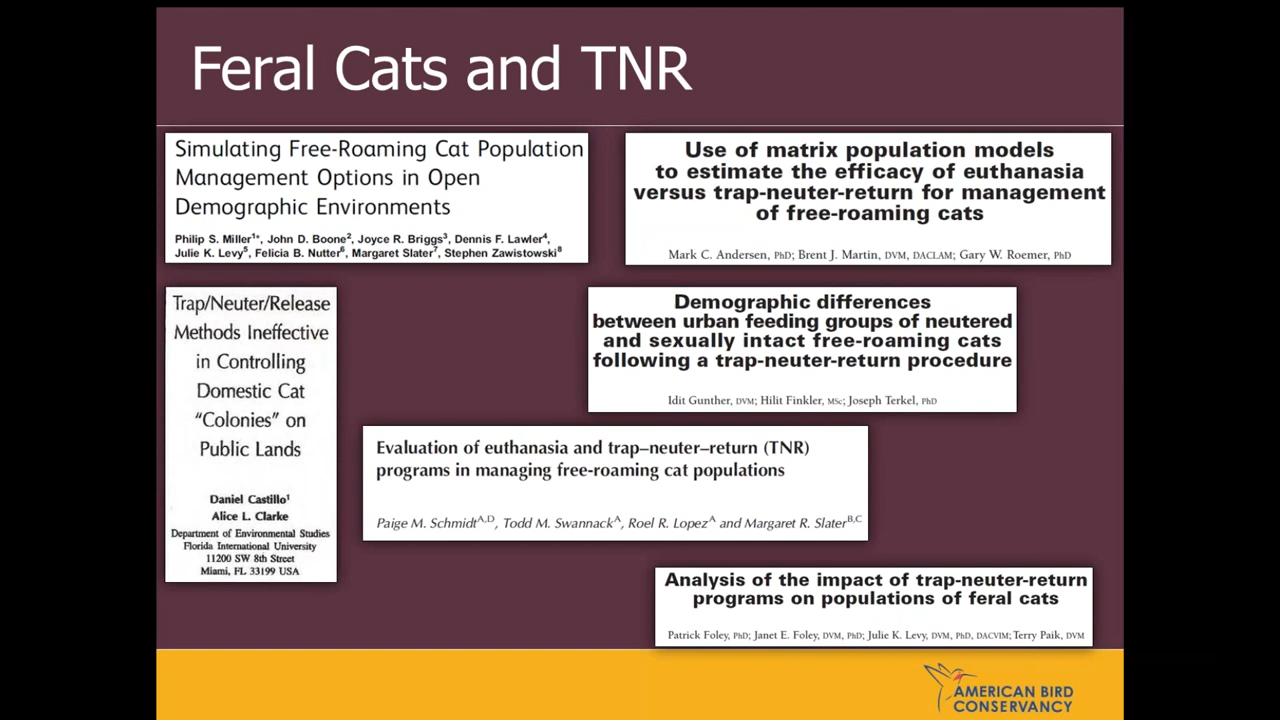 Feral Cats and TNR
Simulating Free-Roaming Cat Population
Management Options in Open
Demographic Environments
Philip S. Miller¹*, John D. Boone², Joyce R. Briggs³, Dennis F. Lawler⁴,
Julie K. Levy⁵, Felicia B. Nutter⁶, Margaret Slater⁷, Stephen Zawistowski⁸
Use of matrix population models
to estimate the efficacy of euthanasia
versus trap-neuter-return for management
of free-roaming cats
Mark C. Andersen, PhD; Brent J. Martin, DVM, DACLAM; Gary W. Roemer, PhD
Trap/Neuter/Release
Methods Ineffective
in Controlling
Domestic Cat
“Colonies” on
Public Lands
Daniel Castillo¹
Alice L. Clarke
Department of Environmental Studies
Florida International University
11200 SW 8th Street
Miami, FL 33199 USA
Demographic differences
between urban feeding groups of neutered
and sexually intact free-roaming cats
following a trap-neuter-return procedure
Idit Gunther, DVM; Hilit Finkler, MSc; Joseph Terkel, PhD
Evaluation of euthanasia and trap–neuter–return (TNR)
programs in managing free-roaming cat populations
Paige M. Schmidt^A,D, Todd M. Swannack^A, Roel R. Lopez^A and Margaret R. Slater^B,C
Analysis of the impact of trap-neuter-return
programs on populations of feral cats
Patrick Foley, PhD; Janet E. Foley, DVM, PhD; Julie K. Levy, DVM, PhD, DACVIM; Terry Paik, DVM
AMERICAN BIRD
CONSERVANCY